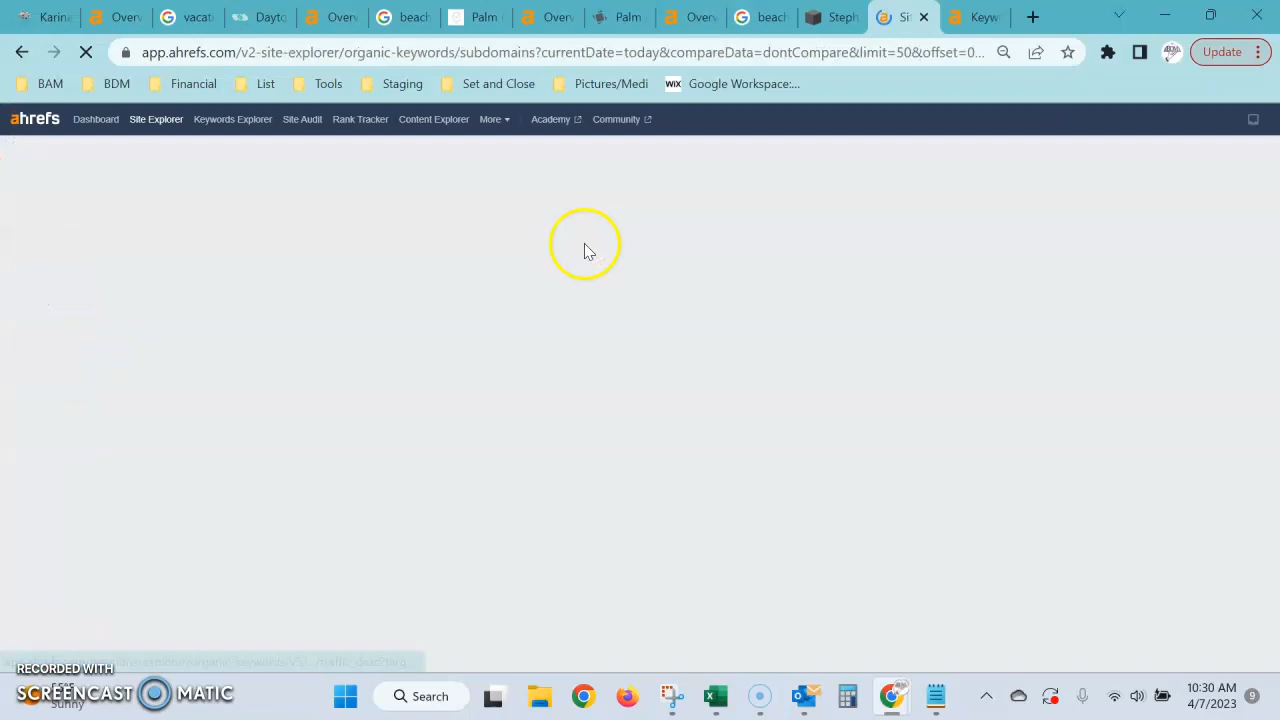 Karina
Overv
vacati
Dayto
Overv
beach
Palm
Overv
Palm
Overv
beach
Steph
Sit
Keyw
app.ahrefs.com/v2-site-explorer/organic-keywords/subdomains?currentDate=today&compareData=dontCompare&limit=50&offset=0...
Update
BAM
BDM
Financial
List
Tools
Staging
Set and Close
Pictures/Medi
WiX
Google Workspace:...
ahrefs
Dashboard
Site Explorer
Keywords Explorer
Site Audit
Rank Tracker
Content Explorer
More
Academy
Community
RECORDED WITH
SCREENCAST MATIC
Sunny
Search
10:30 AM
4/7/2023
9